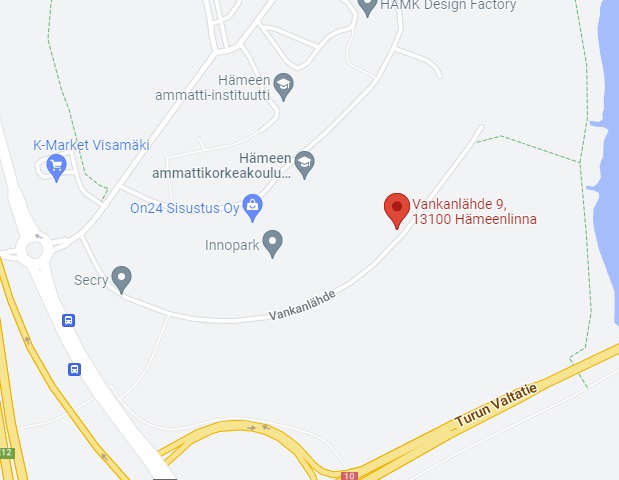 HAMK Design Factory
Hämeen
ammatti-instituutti
K-Market Visamäki
Hämeen
ammattikorkeakoulu...
On24 Sisustus Oy
Vankanlähde 9,
13100 Hämeenlinna
Innopark
Secry
Vankanlähde
Turun Valtatie
E12
10